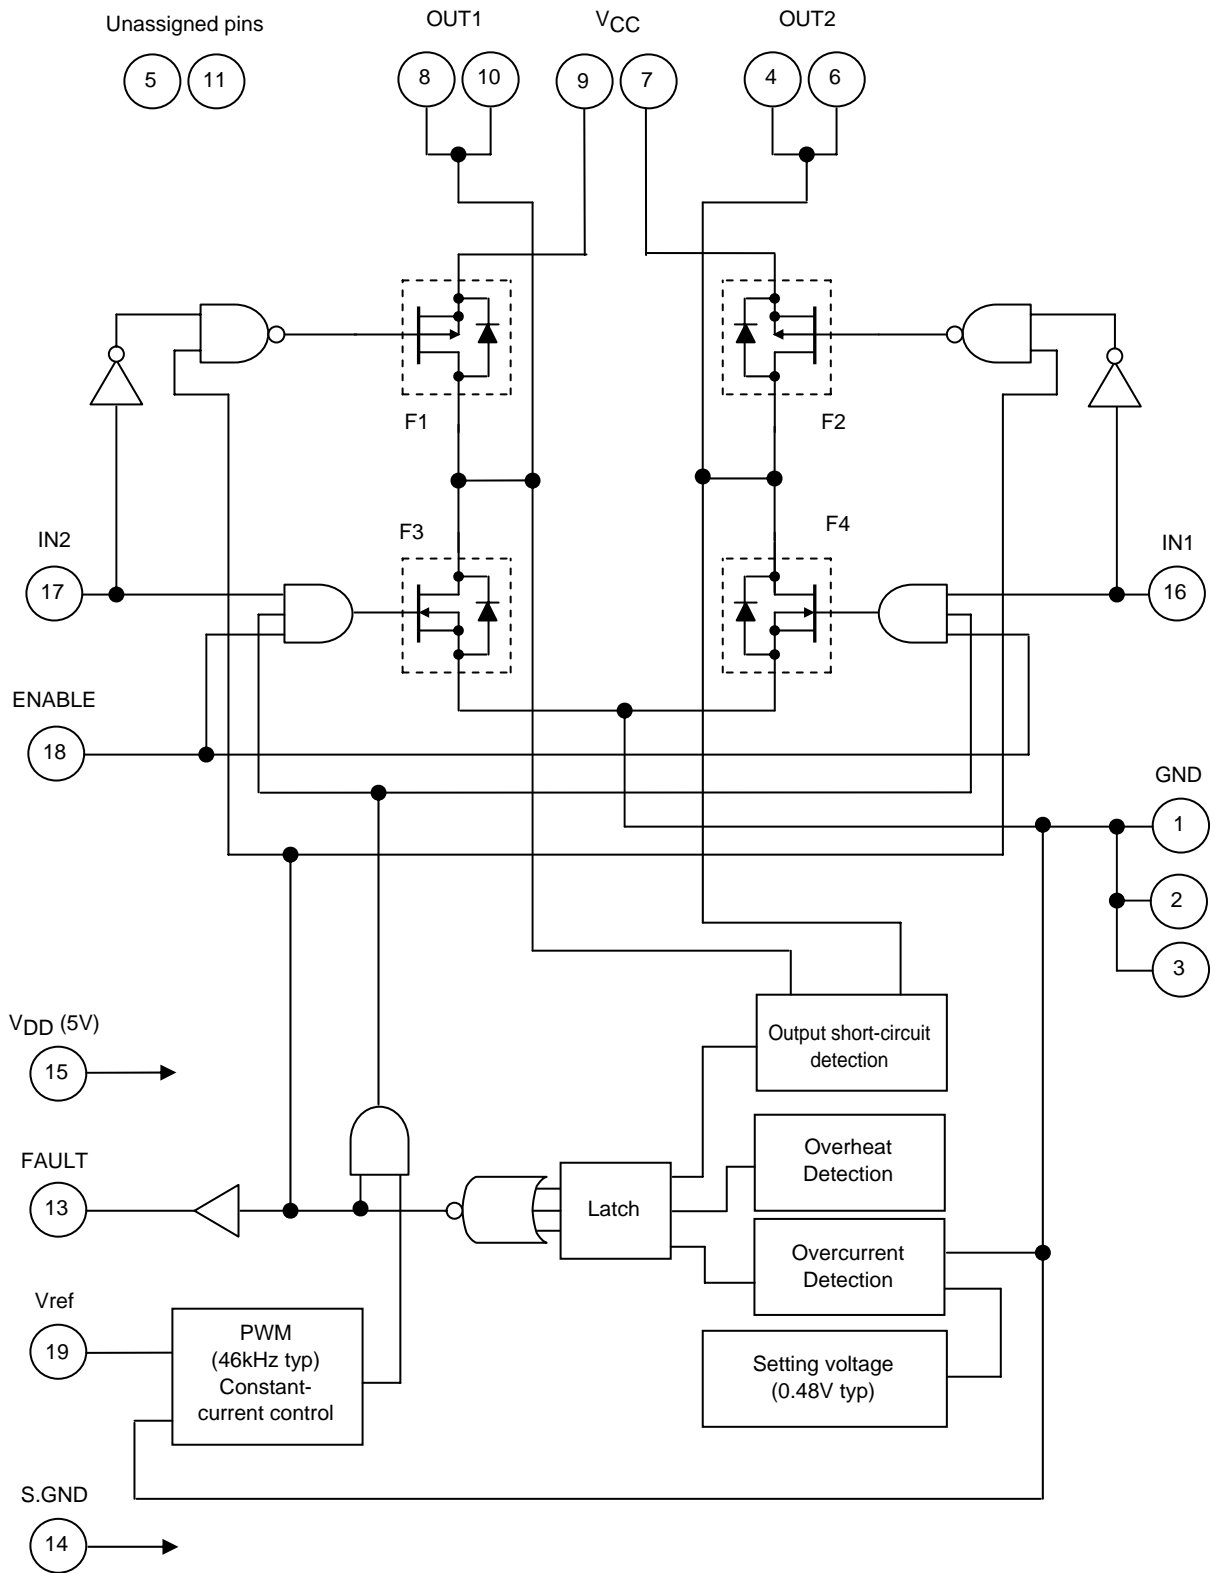 Unassigned pins
OUT1
VCC
OUT2
5
11
8
10
9
7
4
6
F1
F2
F3
F4
IN2
17
IN1
16
ENABLE
18
GND
1
2
3
VDD (5V)
15
Output short-circuit
detection
FAULT
13
Latch
Overheat
Detection
Overcurrent
Detection
Vref
19
PWM
(46kHz typ)
Constant-
current control
Setting voltage
(0.48V typ)
S.GND
14